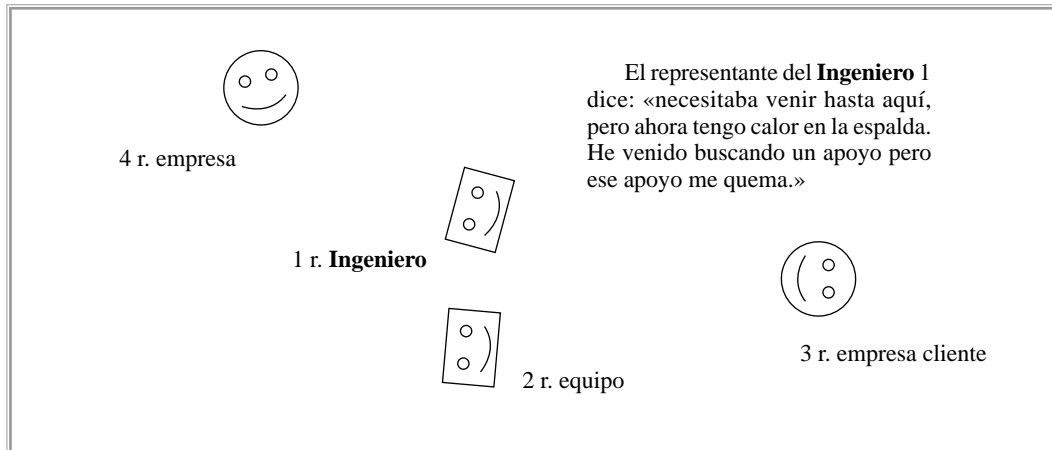 El representante del Ingeniero 1
dice: «necesitaba venir hasta aquí,
pero ahora tengo calor en la espalda.
He venido buscando un apoyo pero
ese apoyo me quema.»
4 r. empresa
1 r. Ingeniero
3 r. empresa cliente
2 r. equipo